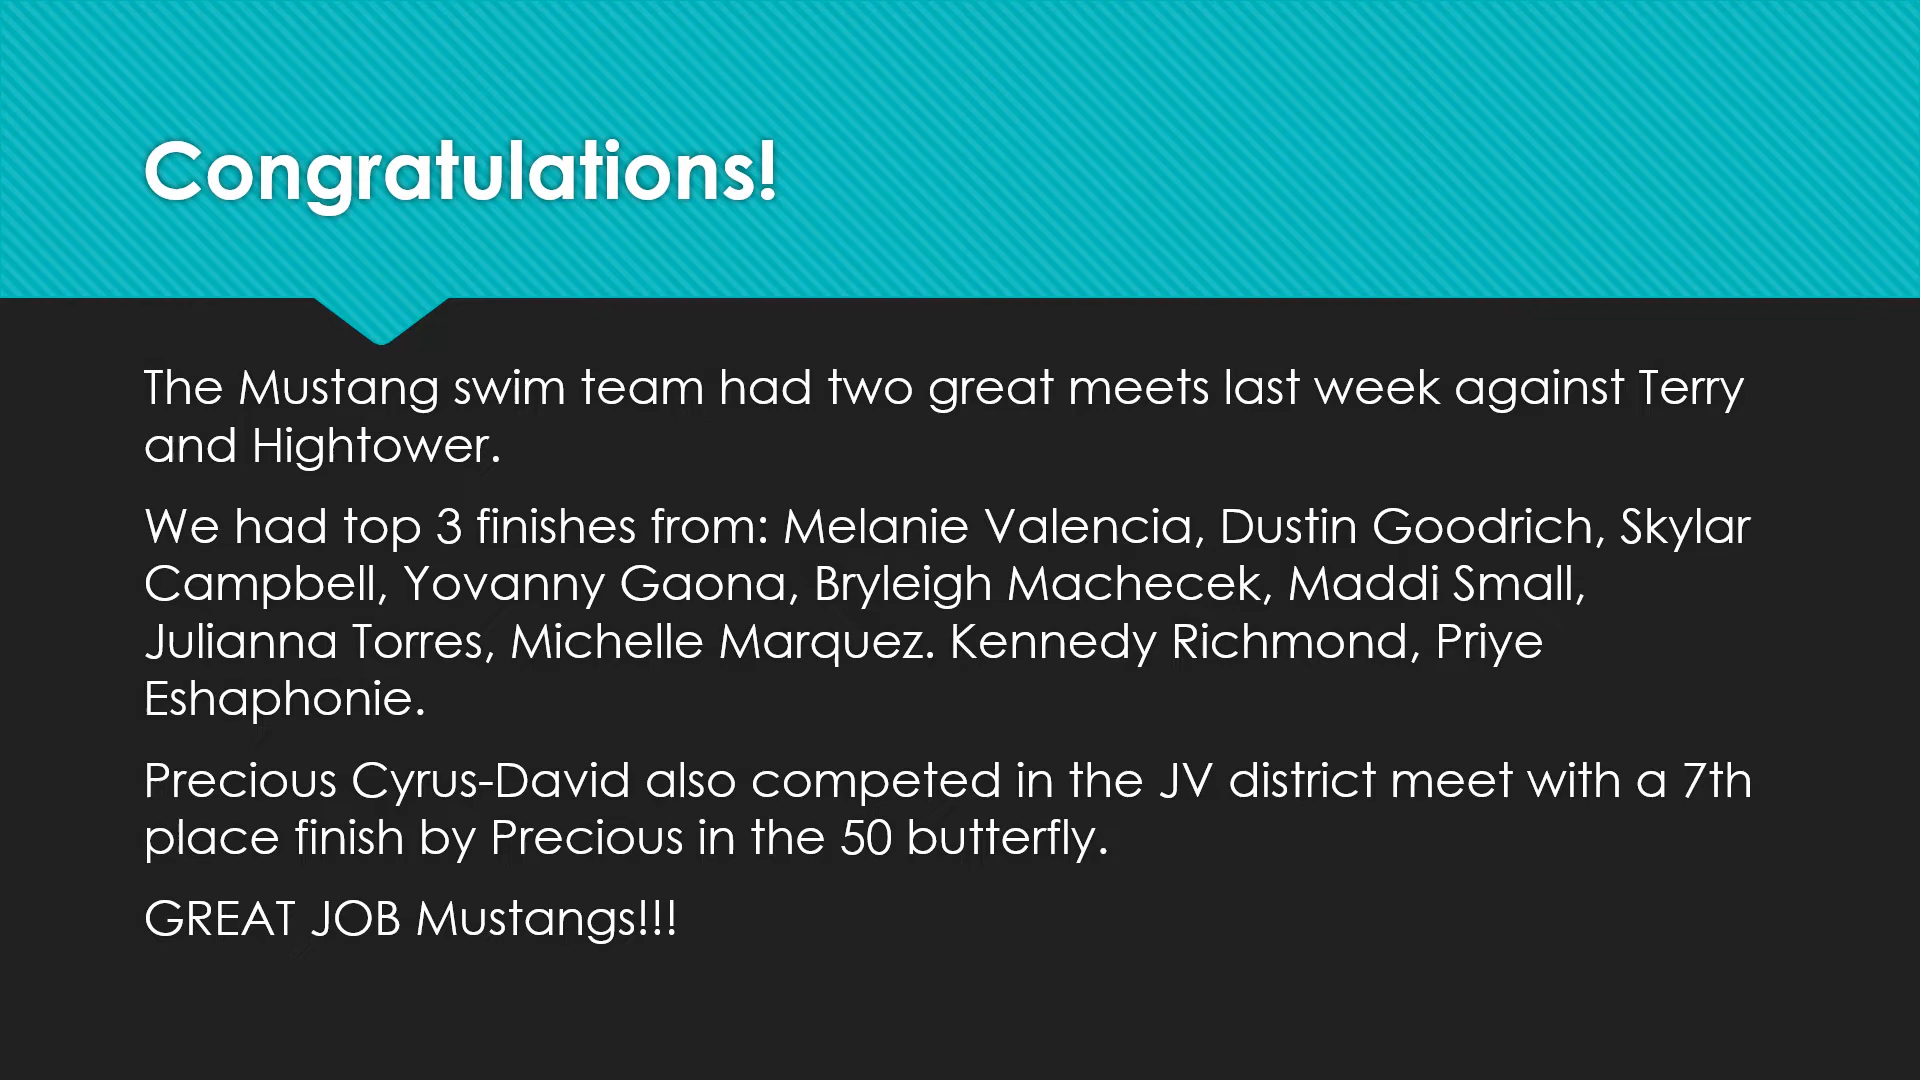 Congratulations!
The Mustang swim team had two great meets last week against Terry
and Hightower.
We had top 3 finishes from: Melanie Valencia, Dustin Goodrich, Skylar
Campbell, Yovanny Gaona, Bryleigh Machecek, Maddi Small,
Julianna Torres, Michelle Marquez. Kennedy Richmond, Priye
Eshaphonie.
Precious Cyrus-David also competed in the JV district meet with a 7th
place finish by Precious in the 50 butterfly.
GREAT JOB Mustangs!!!